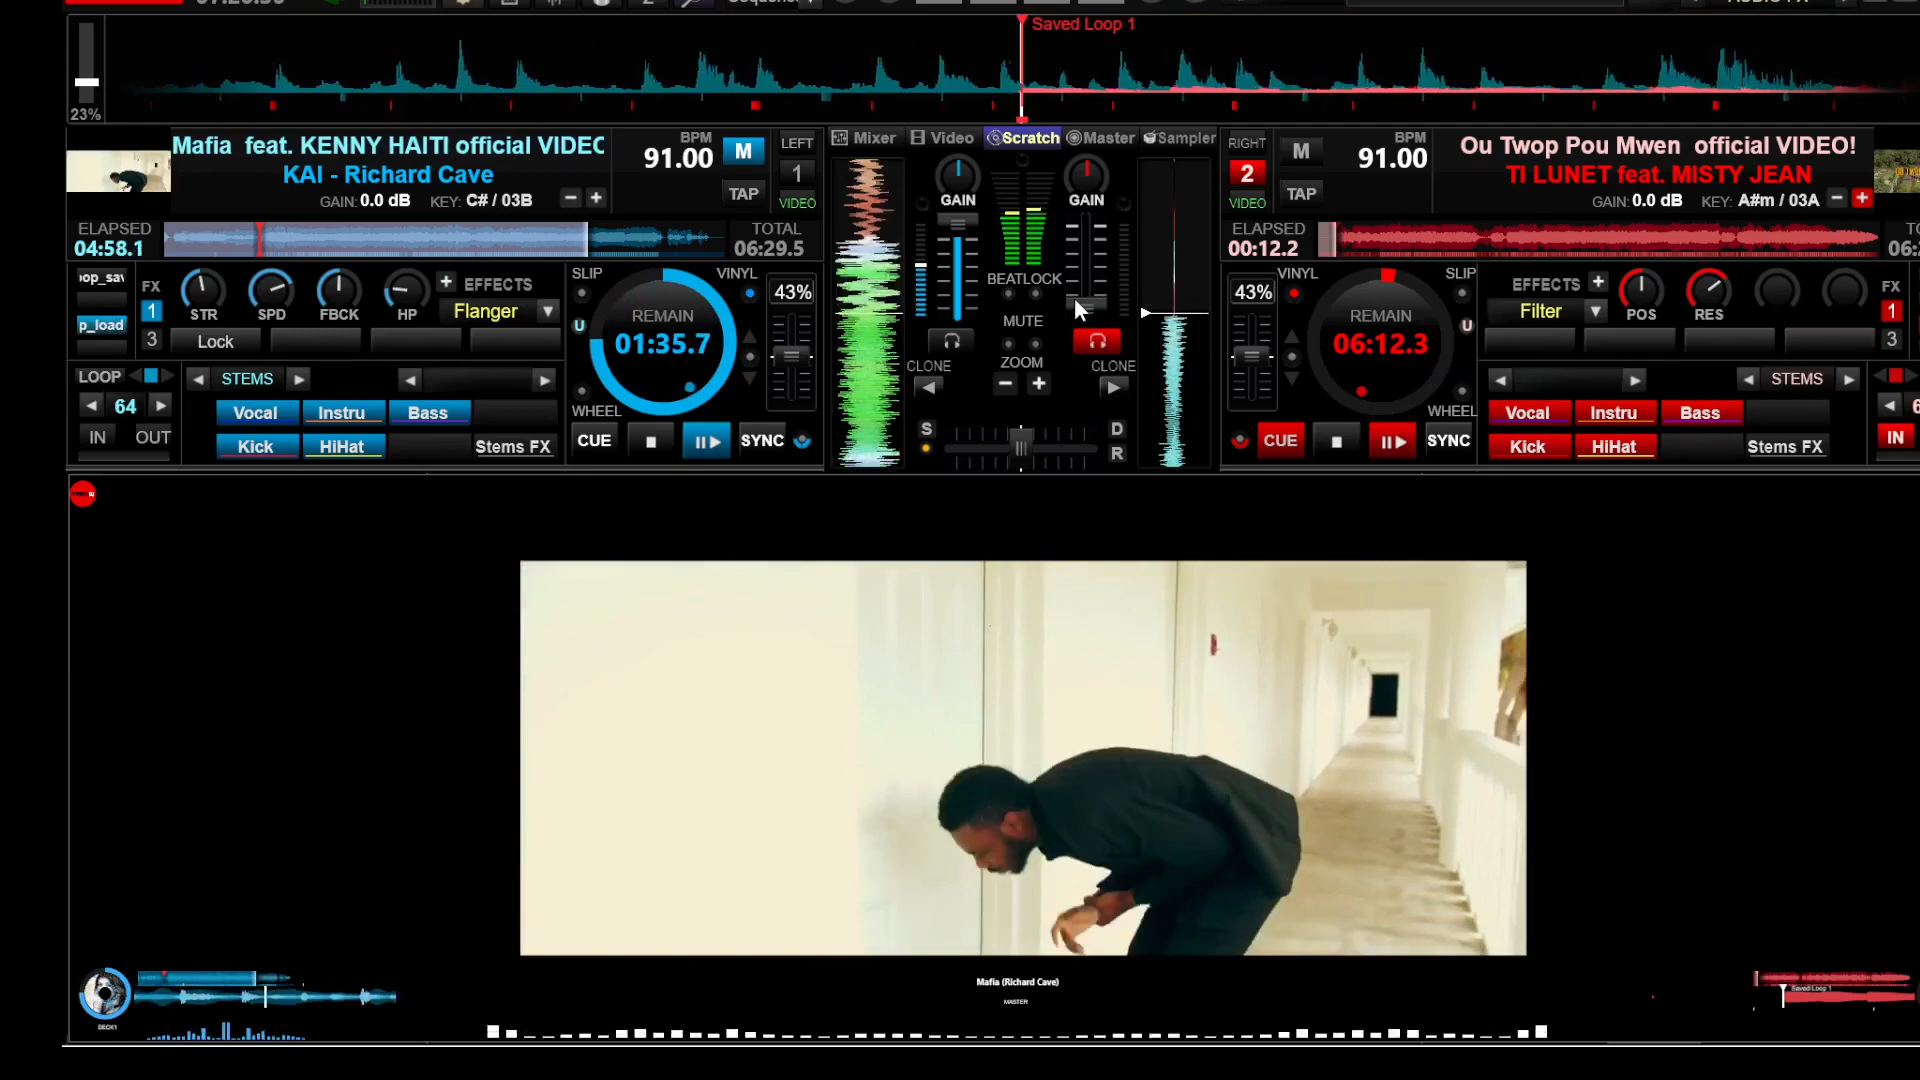 Saved Loop 1
23%
Mafia feat. KENNY HAITI official VIDEO
KAI - Richard Cave
GAIN: 0.0 dB KEY: C# / 03B
BPM
91.00
M
TAP
LEFT
1
VIDEO
Mixer Video Scratch Master Sampler
RIGHT
2
VIDEO
M
TAP
BPM
91.00
Ou Twop Pou Mwen official VIDEO!
TI LUNET feat. MISTY JEAN
GAIN: 0.0 dB KEY: A#m / 03A
ELAPSED
04:58.1
TOTAL
06:29.5
GAIN GAIN
BEATLOCK
MUTE
ZOOM
CLONE CLONE
S D
R
ELAPSED
00:12.2
p_load
FX
1
3
STR SPD FBCK HP
EFFECTS
Flanger
Lock
SLIP VINYL
U
REMAIN
01:35.7
43%
WHEEL
CUE SYNC
LOOP
64
IN OUT
STEMS
Vocal Instru Bass
Kick HiHat Stems FX
43%
VINYL SLIP
U
REMAIN
06:12.3
WHEEL
CUE SYNC
EFFECTS
Filter
POS RES
FX
1
3
STEMS
Vocal Instru Bass
Kick HiHat Stems FX
IN
Mafia (Richard Cave)
MASTER
DECK1
Saved Loop 1